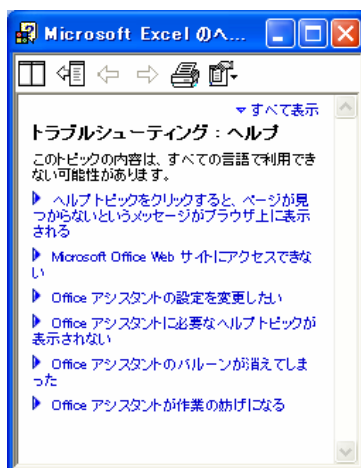 Microsoft Excel のヘ...
すべて表示
トラブルシューティング : ヘルプ
このトピックの内容は、すべての言語で利用でき
ない可能性があります。
ヘルプ トピックをクリックすると、ページが見
つからないというメッセージがブラウザ上に表示
される
Microsoft Office Web サイトにアクセスできな
い
Office アシスタントの設定を変更したい
Office アシスタントに必要なヘルプ トピックが
表示されない
Office アシスタントのバルーンが消えてしま
った
Office アシスタントが作業の妨げになる